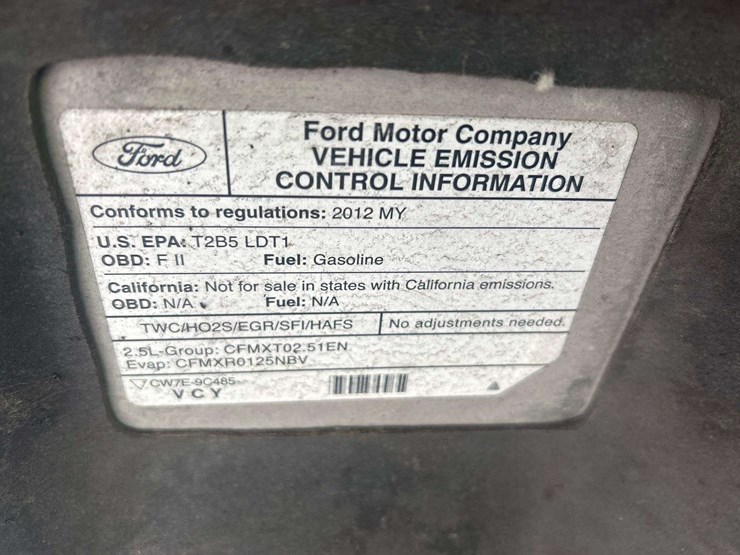 Ford
Ford Motor Company
VEHICLE EMISSION
CONTROL INFORMATION
Conforms to regulations: 2012 MY
U.S. EPA: T2B5 LDT1
OBD: F II Fuel: Gasoline
California: Not for sale in states with California emissions.
OBD: N/A Fuel: N/A
TWC/HO2S/EGR/SFI/HAFS No adjustments needed.
2.5L-Group: CFMXT02.51EN
Evap: CFMXR0125NBV
CW7E-9C485-
VCY